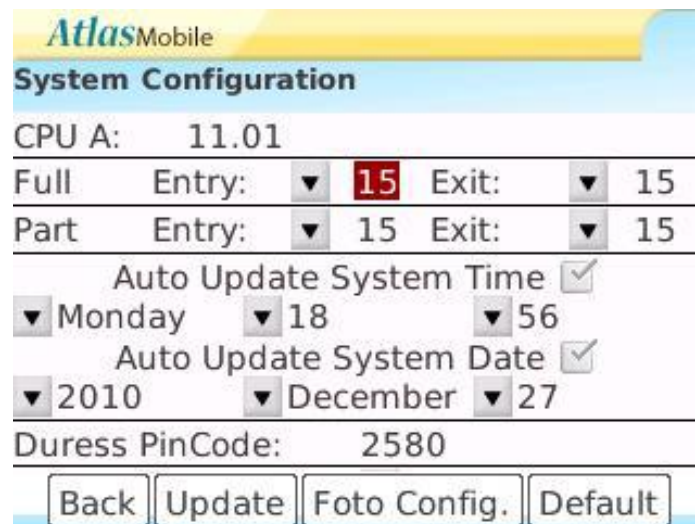 AtlasMobile
System Configuration
CPU A: 11.01
Full Entry: 15 Exit: 15
Part Entry: 15 Exit: 15
Auto Update System Time
Monday 18 56
Auto Update System Date
2010 December 27
Duress PinCode: 2580
Back Update Foto Config. Default